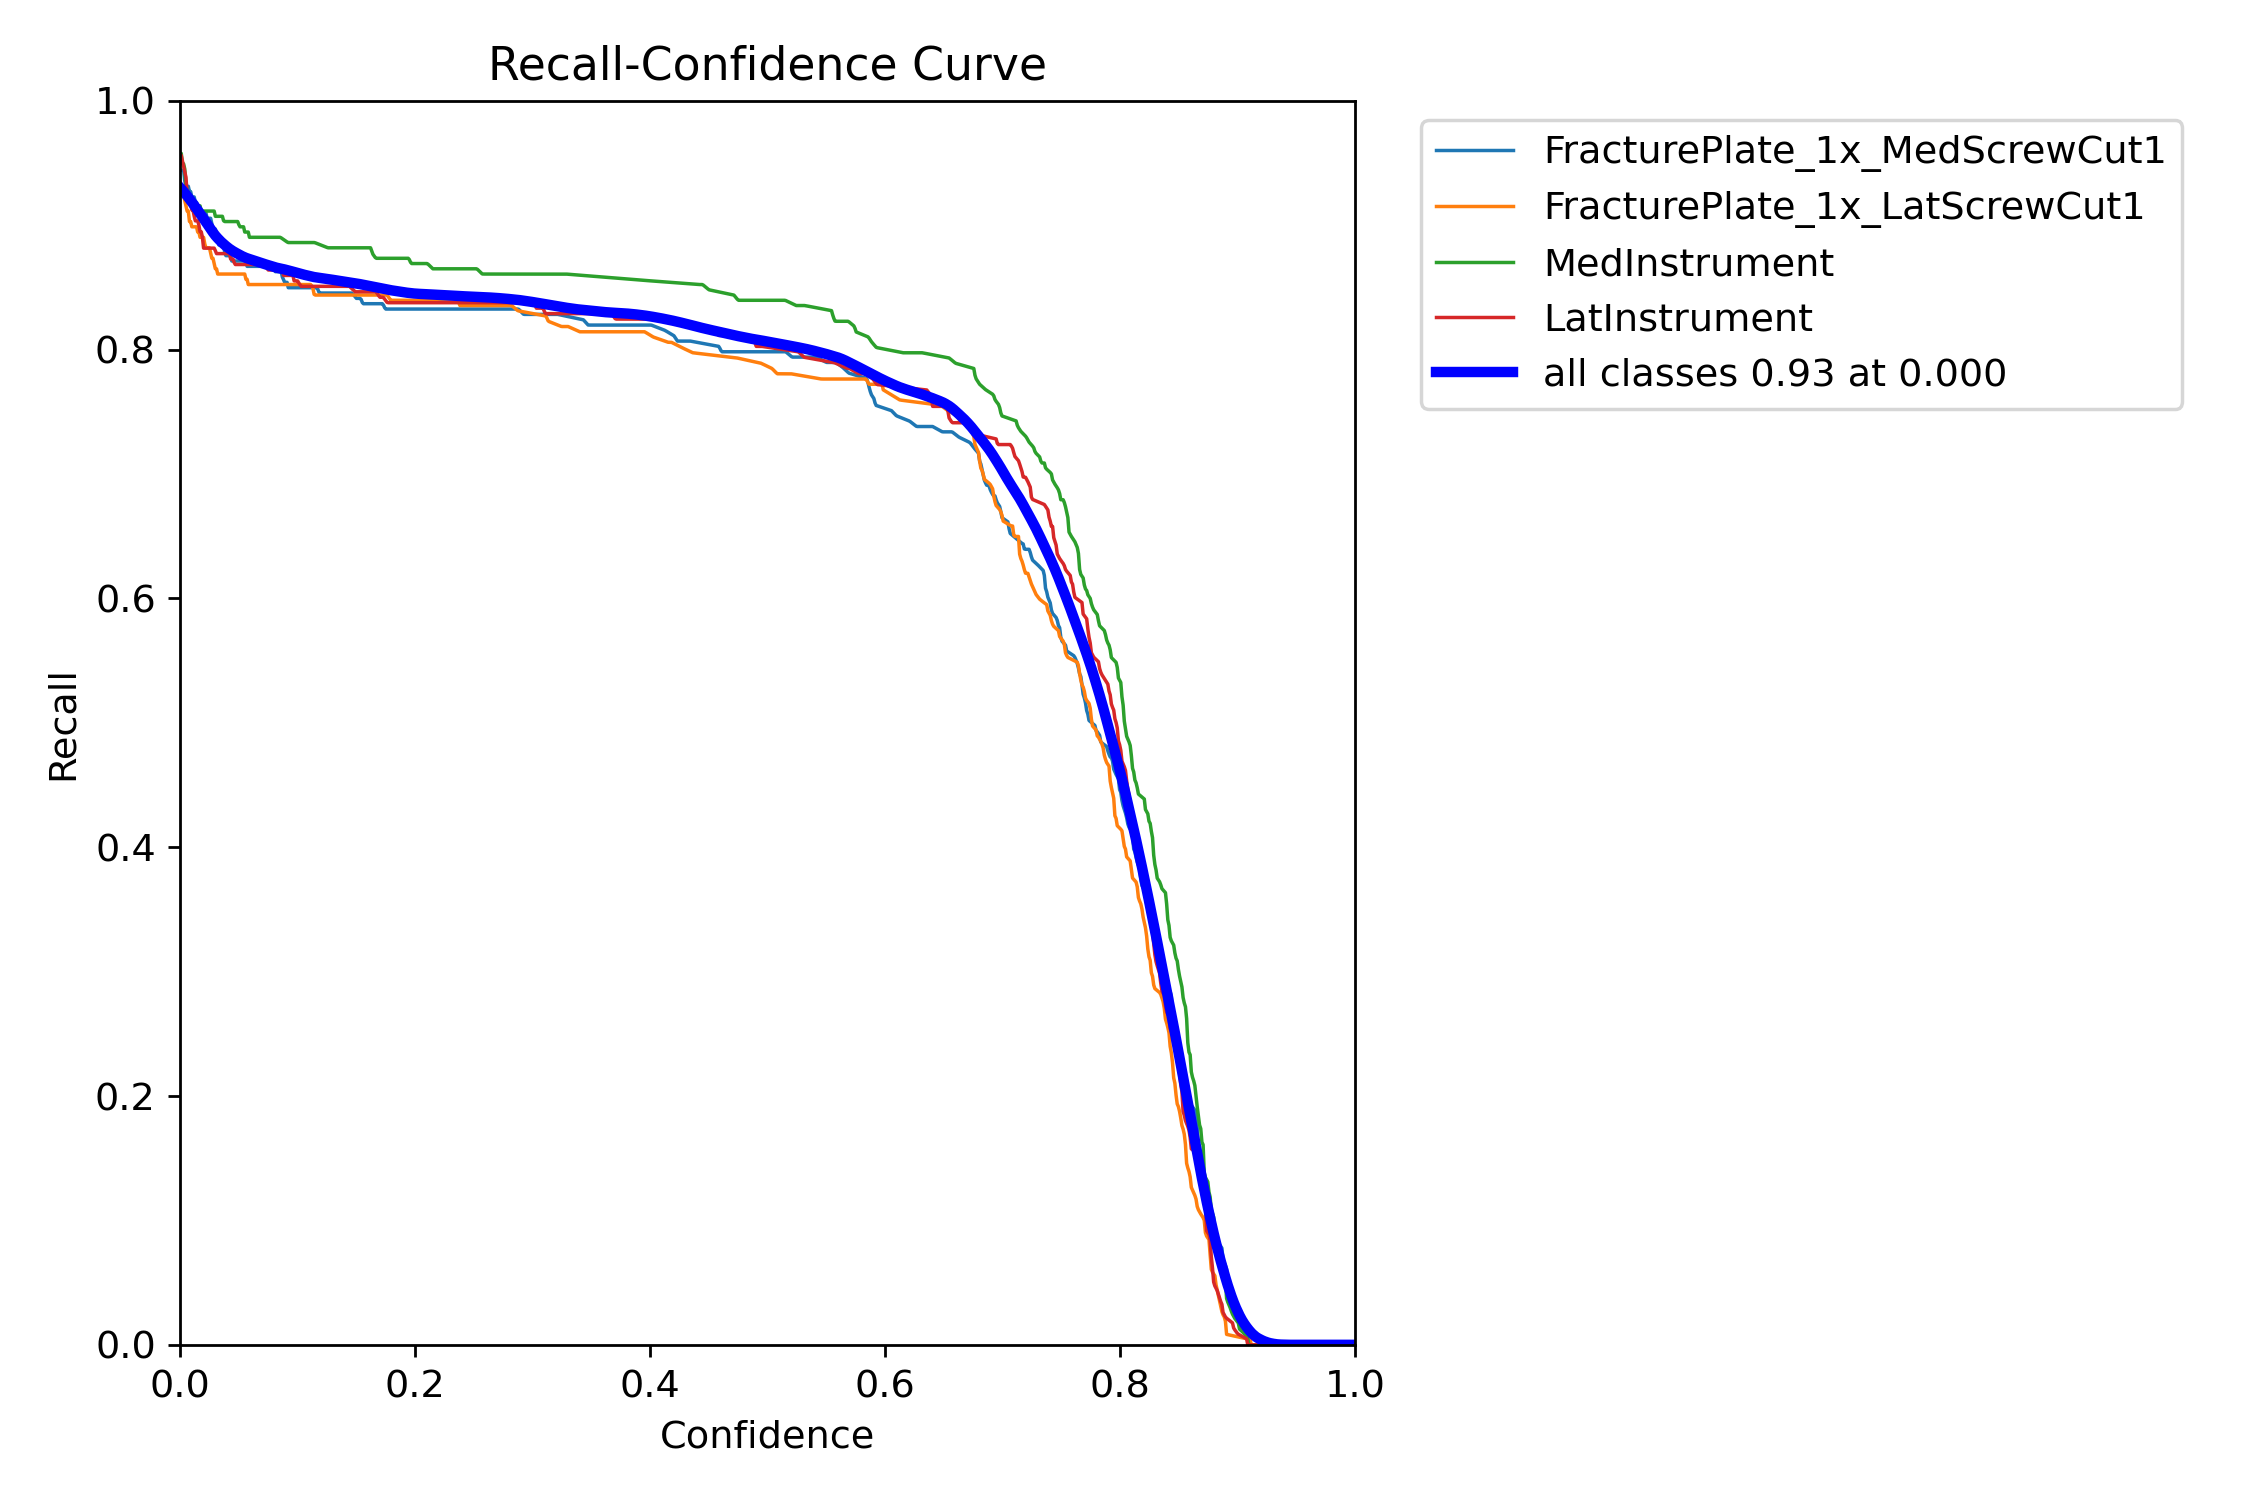 Recall-Confidence Curve
1.0
0.8
0.6
0.4
0.2
0.0
Recall
0.0 0.2 0.4 0.6 0.8 1.0
Confidence
FracturePlate_1x_MedScrewCut1
FracturePlate_1x_LatScrewCut1
MedInstrument
LatInstrument
all classes 0.93 at 0.000